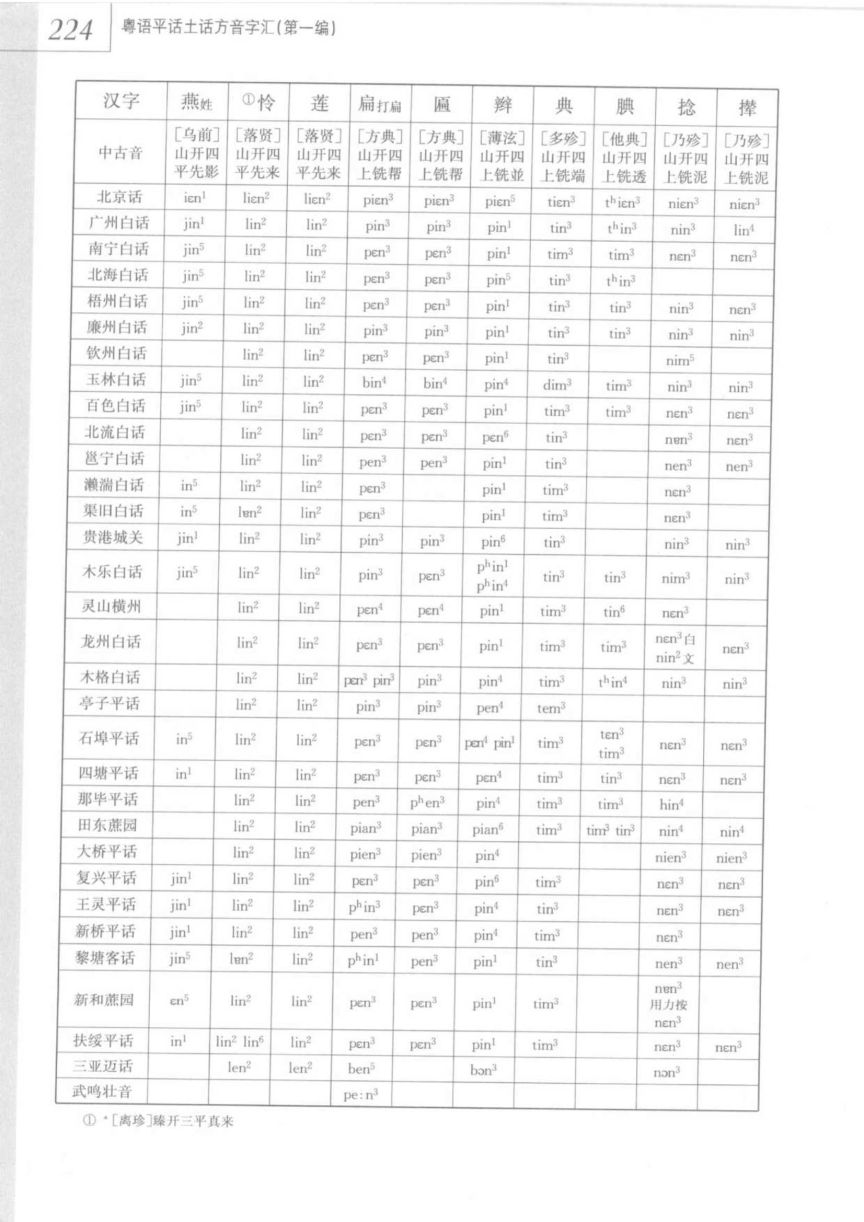 224 粤语平话土话方音字汇(第一编)
汉字 燕姓 ①怜 莲 扁打扁 匾 辫 典 腆 捻 撵
中古音 [乌前]山开四平先影 [落贤]山开四平先来 [落贤]山开四平先来 [方典]山开四上铣帮 [方典]山开四上铣帮 [薄泫]山开四上铣並 [多殄]山开四上铣端 [他典]山开四上铣透 [乃殄]山开四上铣泥 [乃殄]山开四上铣泥
北京话 iɛn¹ liɛn² liɛn² piɛn³ piɛn³ piɛn⁵ tiɛn³ tʰiɛn³ niɛn³ niɛn³
广州白话 jin¹ lin² lin² pin³ pin³ pin¹ tin³ tʰin³ nin³ lin⁴
南宁白话 jin⁵ lin² lin² pɛn³ pɛn³ pin¹ tim³ tim³ nɛn³ nɛn³
北海白话 jin⁵ lin² lin² pɛn³ pɛn³ pin⁵ tin³ tʰin³
梧州白话 jin⁵ lin² lin² pɛn³ pɛn³ pin¹ tin³ tin³ nin³ nɛn³
廉州白话 jin² lin² lin² pin³ pin³ pin¹ tin³ tin³ nin³ nin³
钦州白话 lin² lin² pɛn³ pɛn³ pin¹ tin³ nim⁵
玉林白话 jin⁵ lin² lin² bin⁴ bin⁴ pin⁴ dim³ tim³ nin³ nin³
百色白话 jin⁵ lin² lin² pɛn³ pɛn³ pin¹ tim³ tim³ nɛn³ nɛn³
北流白话 lin² lin² pɛn³ pɛn³ pɛn⁶ tin³ nɐn³ nɛn³
邕宁白话 lin² lin² pen³ pen³ pin¹ tin³ nen³ nen³
濑湍白话 in⁵ lin² lin² pɛn³ pin¹ tim³ nɛn³
渠旧白话 in⁵ lɐn² lin² pɛn³ pin¹ tim³ nɛn³
贵港城关 jin¹ lin² lin² pin³ pin³ pin⁶ tin³ nin³ nin³
木乐白话 jin⁵ lin² lin² pin³ pɛn³ pʰin¹ pʰin⁴ tin³ tin³ nim³ nin³
灵山横州 lin² lin² pɛn⁴ pɛn⁴ pin¹ tim³ tin⁶ nɛn³
龙州白话 lin² lin² pɛn³ pɛn³ pin¹ tim³ tim³ nɛn³白 nin²文 nɛn³
木格白话 lin² lin² pɛn³ pin³ pin³ pin⁴ tim³ tʰin⁴ nin³ nin³
亭子平话 lin² lin² pin³ pin³ pen⁴ tem³
石埠平话 in⁵ lin² lin² pɛn³ pɛn³ pɛn⁴ pin¹ tim³ tɛn³ tim³ nɛn³ nɛn³
四塘平话 in¹ lin² lin² pɛn³ pɛn³ pɛn⁴ tim³ tin³ nɛn³ nɛn³
那毕平话 lin² lin² pen³ pʰen³ pin⁴ tim³ tim³ hin⁴
田东蔗园 lin² lin² pian³ pian³ pian⁶ tim³ tim³ tin³ nin⁴ nin⁴
大桥平话 lin² lin² pien³ pien³ pin⁴ nien³ nien³
复兴平话 jin¹ lin² lin² pɛn³ pɛn³ pin⁶ tim³ nɛn³ nɛn³
王灵平话 jin¹ lin² lin² pʰin³ pɛn³ pin⁴ tin³ nɛn³ nɛn³
新桥平话 jin¹ lin² lin² pen³ pen³ pin⁴ tim³ nɛn³
黎塘客话 jin⁵ lɐn² lin² pʰin¹ pen³ pin¹ tin³ nen³ nen³
新和蔗园 ɛn⁵ lin² lin² pɛn³ pɛn³ pin¹ tim³ nɐn³用力按 nɛn³
扶绥平话 in¹ lin² lin⁶ lin² pɛn³ pɛn³ pin¹ tim³ nɛn³ nɛn³
三亚迈话 len² len² ben⁵ bɔn³ nɔn³
武鸣壮音 pe:n³
① *[离珍]臻开三平真来